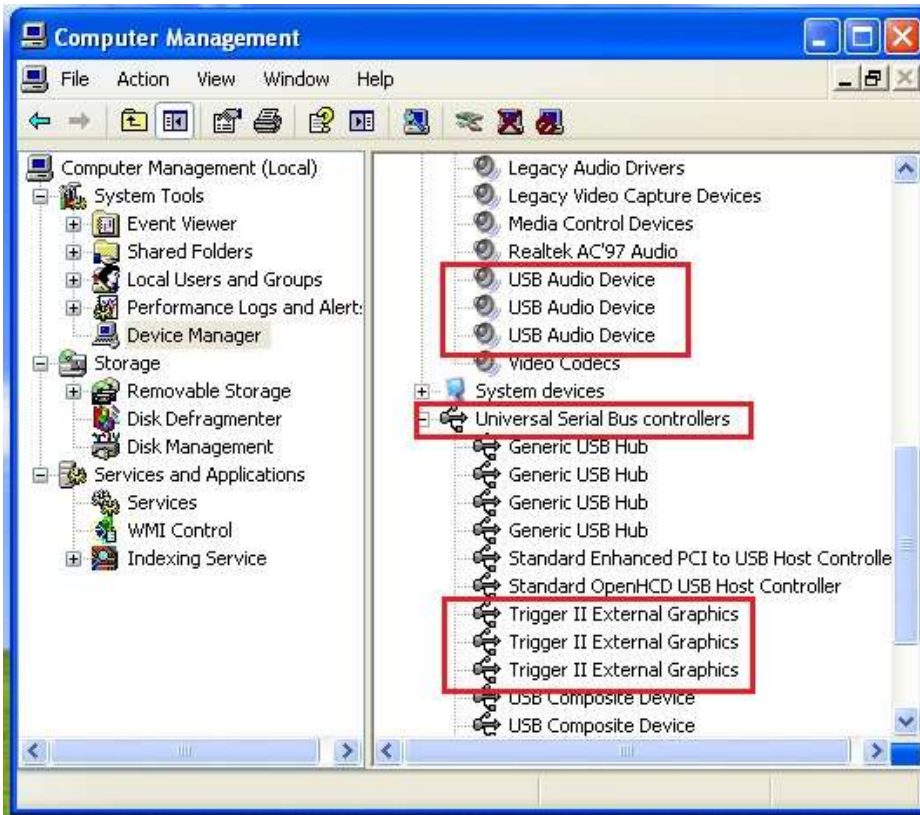 Computer Management
File Action View Window Help
Computer Management (Local)
System Tools
Event Viewer
Shared Folders
Local Users and Groups
Performance Logs and Alert:
Device Manager
Storage
Removable Storage
Disk Defragmenter
Disk Management
Services and Applications
Services
WMI Control
Indexing Service
Legacy Audio Drivers
Legacy Video Capture Devices
Media Control Devices
Realtek AC'97 Audio
USB Audio Device
USB Audio Device
USB Audio Device
Video Codecs
System devices
Universal Serial Bus controllers
Generic USB Hub
Generic USB Hub
Generic USB Hub
Generic USB Hub
Standard Enhanced PCI to USB Host Controlle
Standard OpenHCD USB Host Controller
Trigger II External Graphics
Trigger II External Graphics
Trigger II External Graphics
USB Composite Device
USB Composite Device